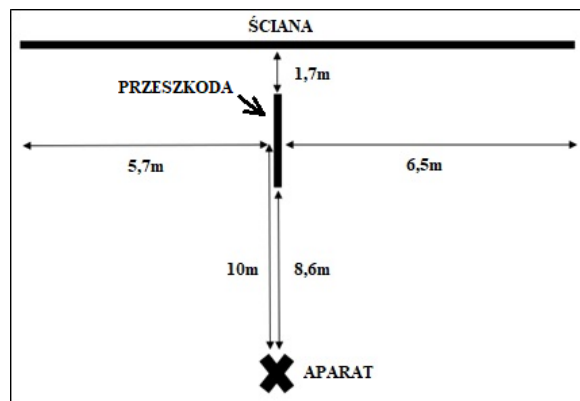 ŚCIANA
1,7m
PRZESZKODA
5,7m
6,5m
10m
8,6m
APARAT